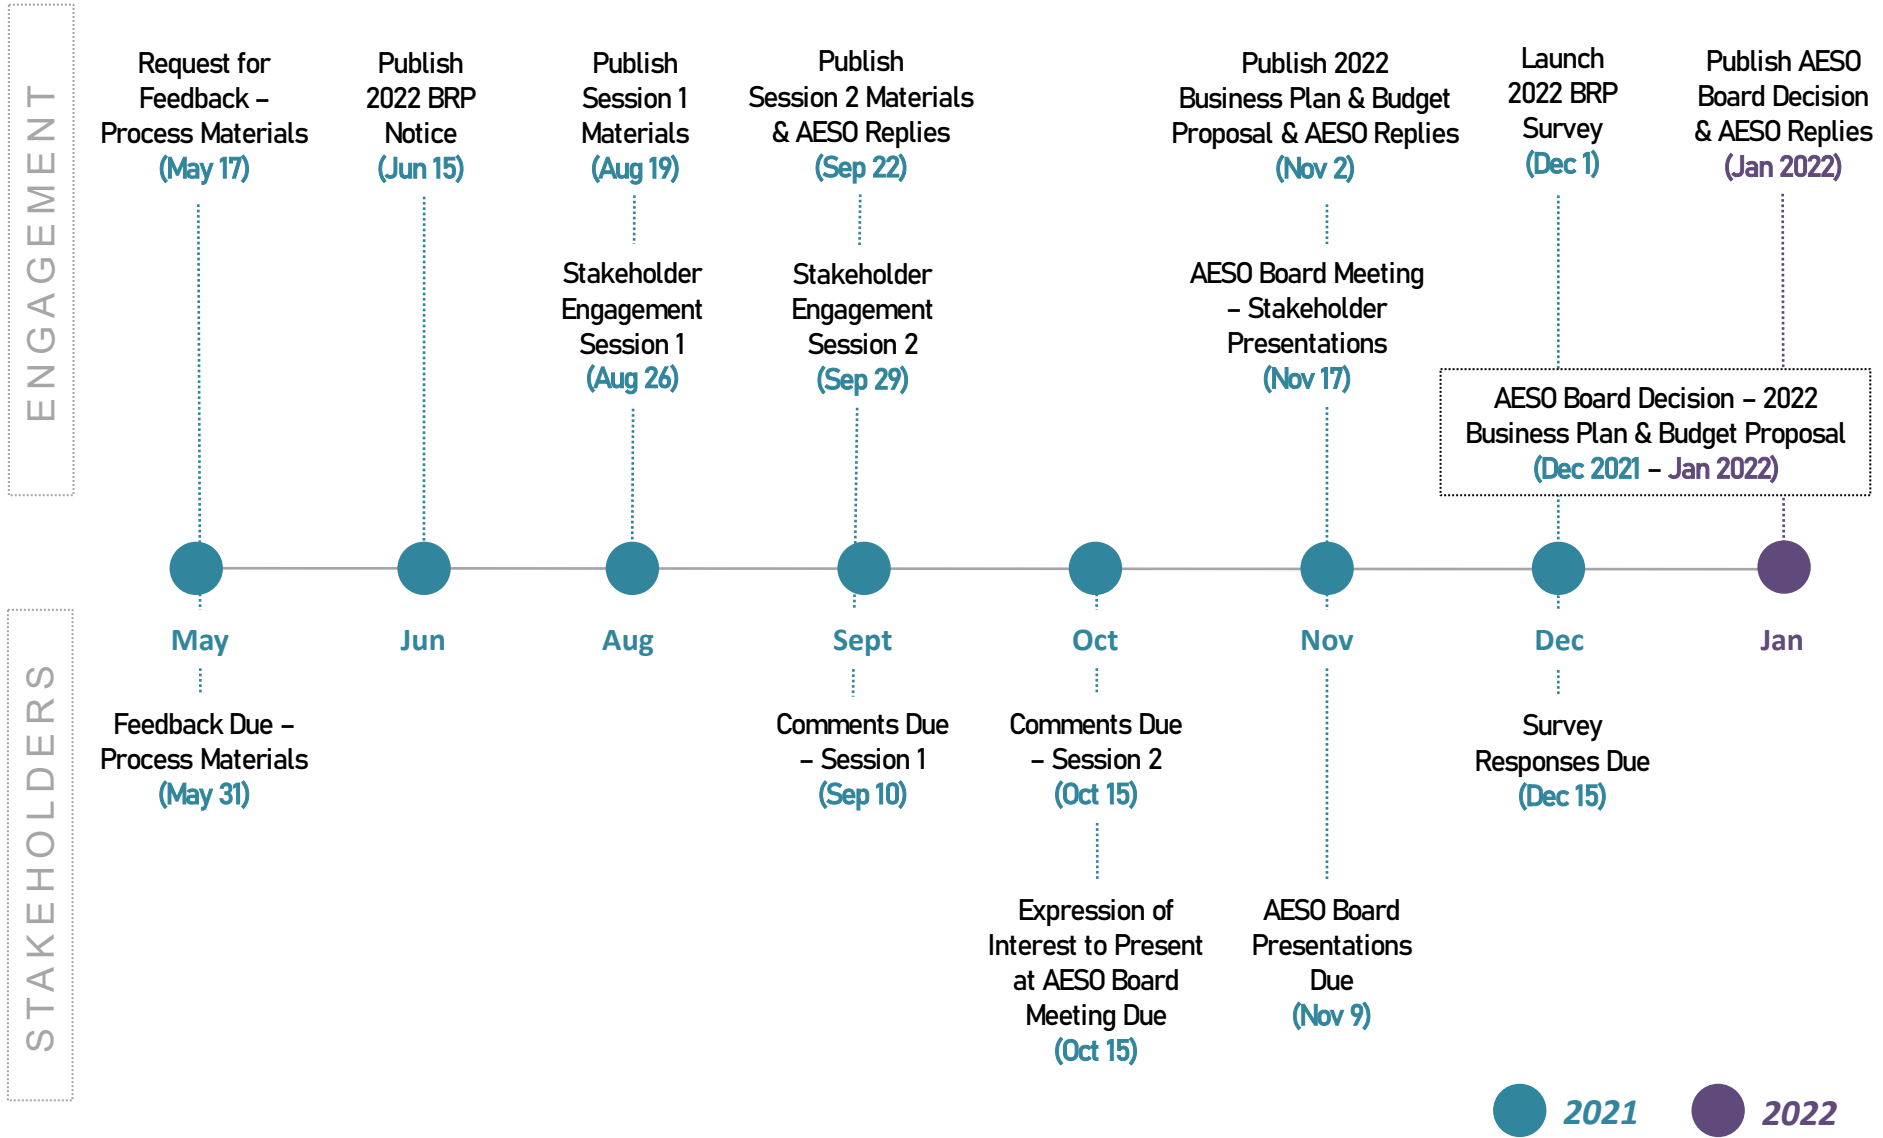 ENGAGEMENT
Request for
Feedback –
Process Materials
(May 17)
Publish
2022 BRP
Notice
(Jun 15)
Publish
Session 1
Materials
(Aug 19)
Stakeholder
Engagement
Session 1
(Aug 26)
Publish
Session 2 Materials
& AESO Replies
(Sep 22)
Stakeholder
Engagement
Session 2
(Sep 29)
Publish 2022
Business Plan & Budget
Proposal & AESO Replies
(Nov 2)
AESO Board Meeting
– Stakeholder
Presentations
(Nov 17)
Launch
2022 BRP
Survey
(Dec 1)
Publish AESO
Board Decision
& AESO Replies
(Jan 2022)
AESO Board Decision – 2022
Business Plan & Budget Proposal
(Dec 2021 – Jan 2022)
May
Jun
Aug
Sept
Oct
Nov
Dec
Jan
STAKEHOLDERS
Feedback Due –
Process Materials
(May 31)
Comments Due
– Session 1
(Sep 10)
Comments Due
– Session 2
(Oct 15)
Expression of
Interest to Present
at AESO Board
Meeting Due
(Oct 15)
AESO Board
Presentations
Due
(Nov 9)
Survey
Responses Due
(Dec 15)
2021
2022